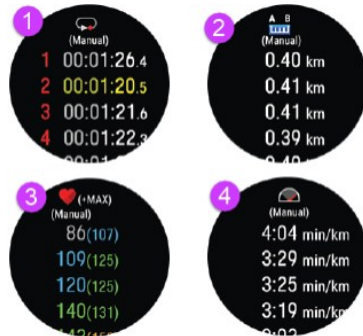 1
(Manual)
1 00:01:26.4
2 00:01:20.5
3 00:01:21.6
4 00:01:22.3
2
A B
(Manual)
0.40 km
0.41 km
0.41 km
0.39 km
3
(+MAX)
(Manual)
86(107)
109(125)
120(125)
140(131)
4
(Manual)
4:04 min/km
3:29 min/km
3:25 min/km
3:19 min/km